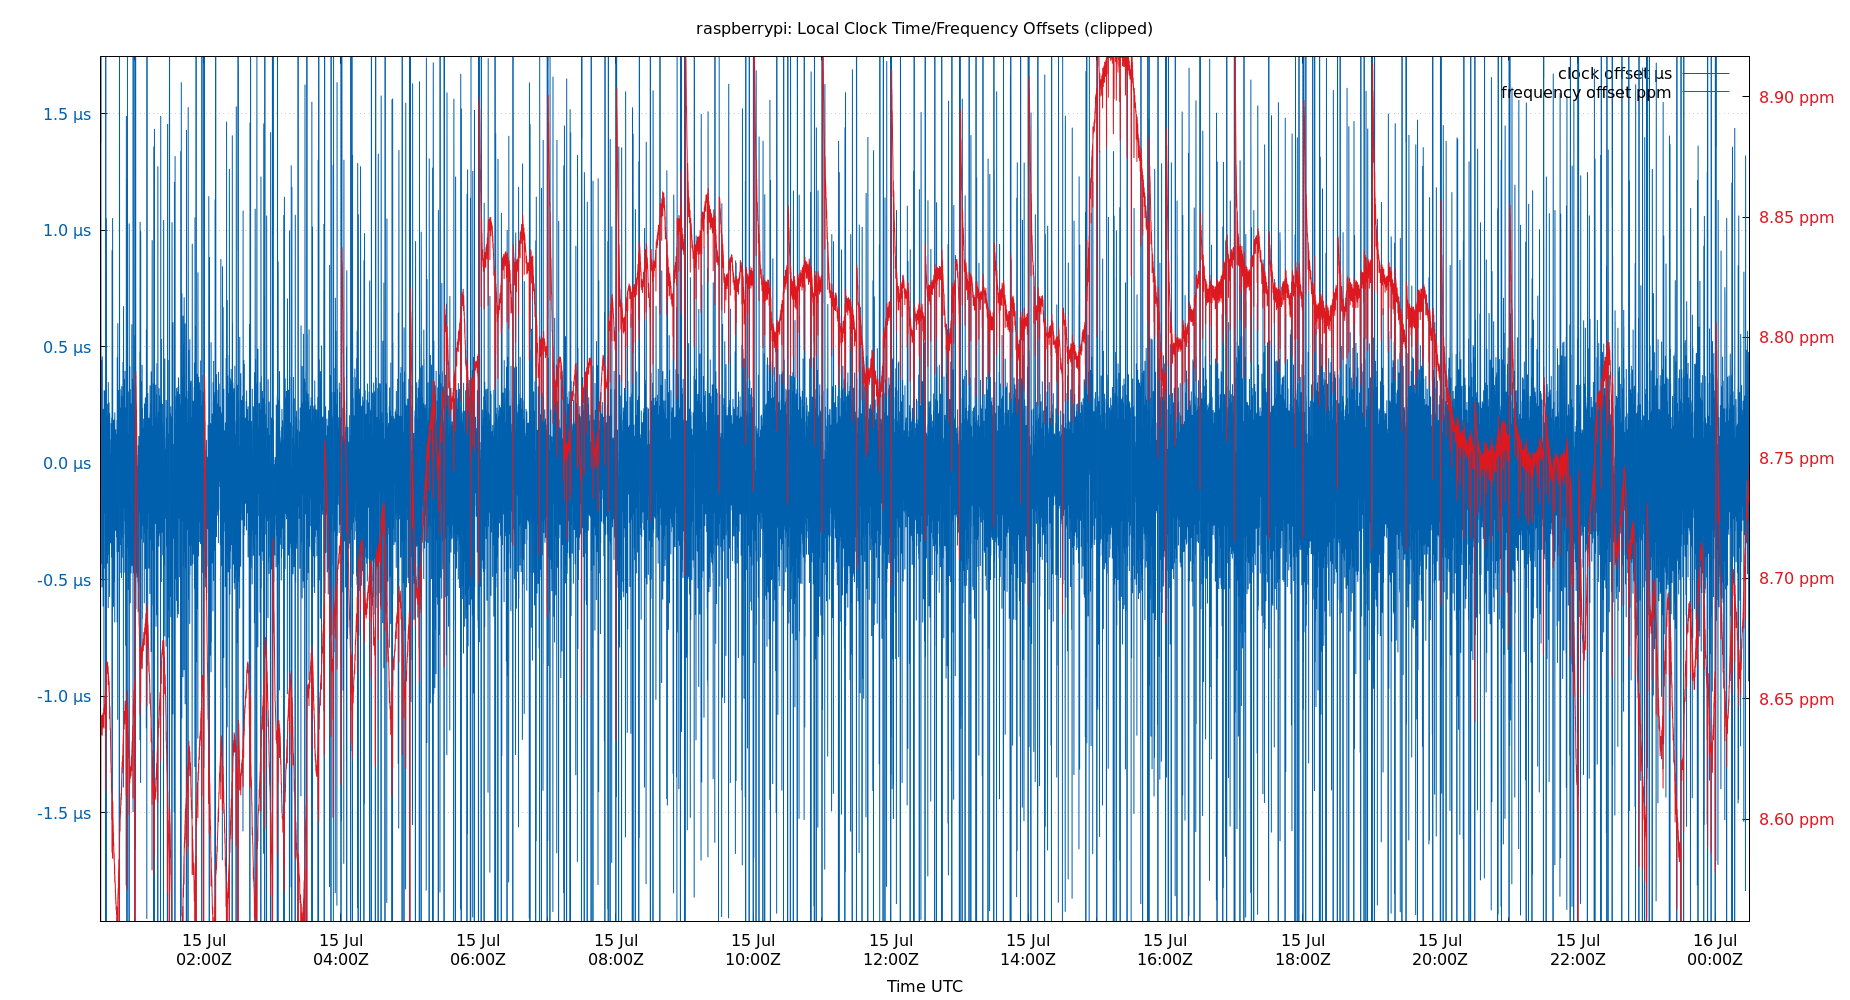 raspberrypi: Local Clock Time/Frequency Offsets (clipped)
clock offset µs
frequency offset ppm
1.5 µs
1.0 µs
0.5 µs
0.0 µs
-0.5 µs
-1.0 µs
-1.5 µs
8.90 ppm
8.85 ppm
8.80 ppm
8.75 ppm
8.70 ppm
8.65 ppm
8.60 ppm
15 Jul 15 Jul 15 Jul 15 Jul 15 Jul 15 Jul 15 Jul 15 Jul 15 Jul 15 Jul 15 Jul 16 Jul
02:00Z 04:00Z 06:00Z 08:00Z 10:00Z 12:00Z 14:00Z 16:00Z 18:00Z 20:00Z 22:00Z 00:00Z
Time UTC